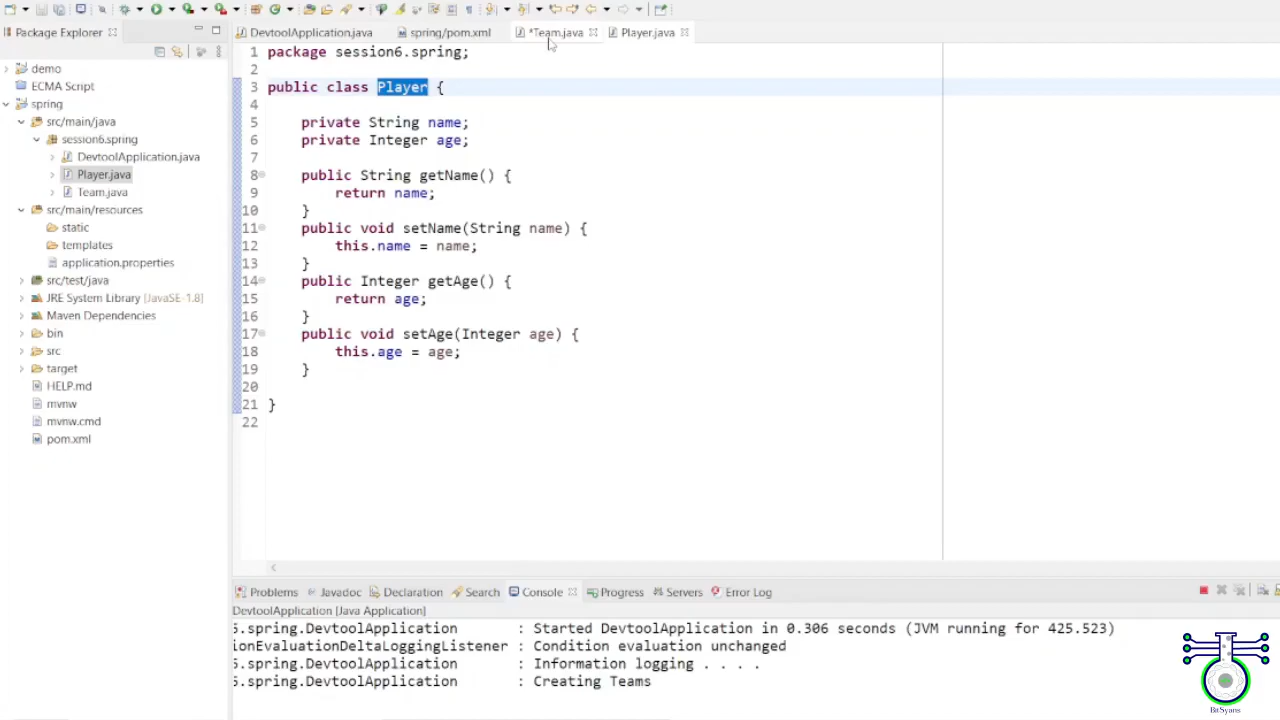 Package Explorer
demo
ECMA Script
spring
src/main/java
session6.spring
DevtoolApplication.java
Player.java
Team.java
src/main/resources
static
templates
application.properties
src/test/java
JRE System Library [JavaSE-1.8]
Maven Dependencies
bin
src
target
HELP.md
mvnw
mvnw.cmd
pom.xml
DevtoolApplication.java spring/pom.xml *Team.java Player.java
1 package session6.spring;
2
3 public class Player {
4
5 private String name;
6 private Integer age;
7
8 public String getName() {
9 return name;
10 }
11 public void setName(String name) {
12 this.name = name;
13 }
14 public Integer getAge() {
15 return age;
16 }
17 public void setAge(Integer age) {
18 this.age = age;
19 }
20
21 }
22
Problems Javadoc Declaration Search Console Progress Servers Error Log
DevtoolApplication [Java Application]
6.spring.DevtoolApplication : Started DevtoolApplication in 0.306 seconds (JVM running for 425.523)
ionEvaluationDeltaLoggingListener : Condition evaluation unchanged
6.spring.DevtoolApplication : Information logging . . . .
6.spring.DevtoolApplication : Creating Teams
BitSyans